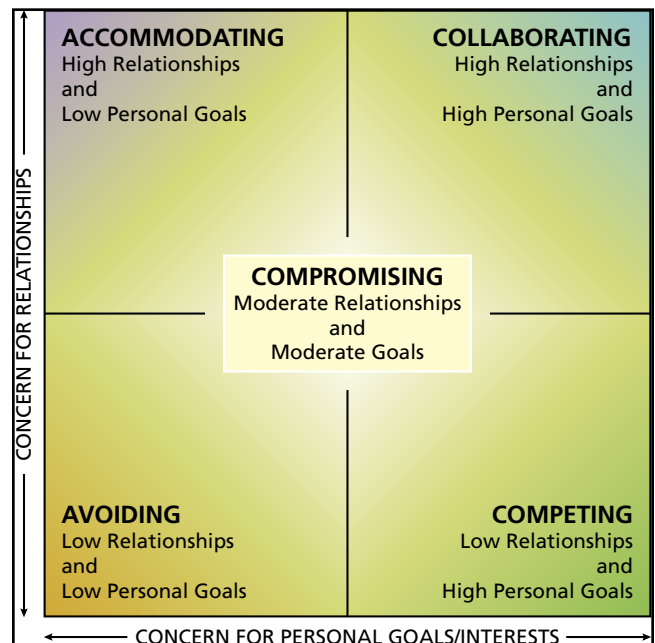 ACCOMMODATING
High Relationships
and
Low Personal Goals
COLLABORATING
High Relationships
and
High Personal Goals
CONCERN FOR RELATIONSHIPS
COMPROMISING
Moderate Relationships
and
Moderate Goals
AVOIDING
Low Relationships
and
Low Personal Goals
COMPETING
Low Relationships
and
High Personal Goals
CONCERN FOR PERSONAL GOALS/INTERESTS